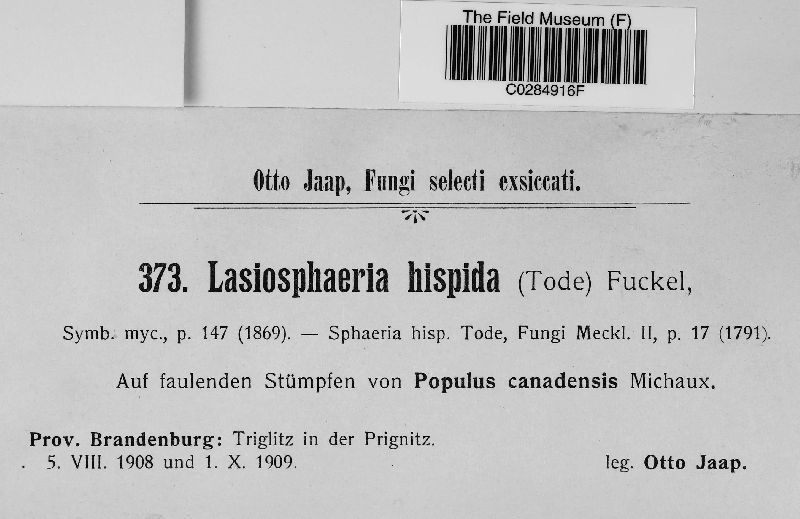 The Field Museum (F)
C0284916F
Otto Jaap, Fungi selecti exsiccati.
373. Lasiosphaeria hispida (Tode) Fuckel,
Symb. myc., p. 147 (1869). — Sphaeria hisp. Tode, Fungi Meckl. II, p. 17 (1791).
Auf faulenden Stümpfen von Populus canadensis Michaux.
Prov. Brandenburg: Triglitz in der Prignitz.
5. VIII. 1908 und 1. X. 1909.
leg. Otto Jaap.